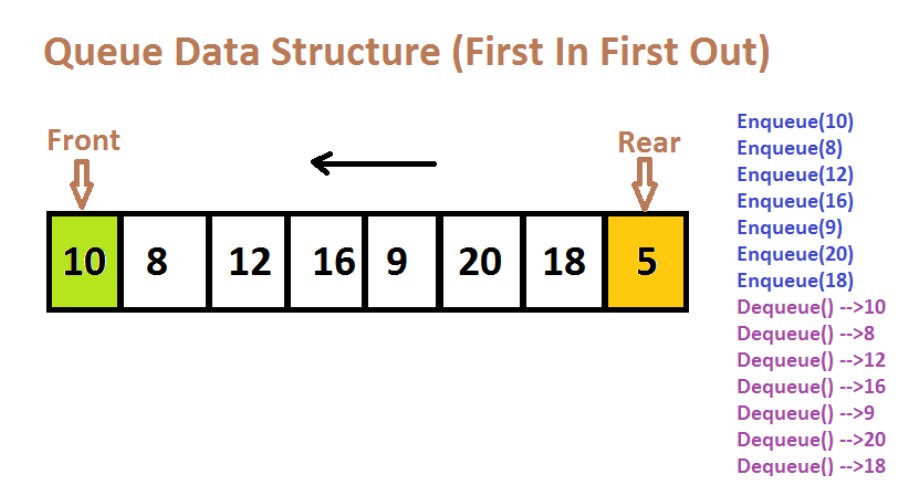 Queue Data Structure (First In First Out)
Front
Rear
10 8 12 16 9 20 18 5
Enqueue(10)
Enqueue(8)
Enqueue(12)
Enqueue(16)
Enqueue(9)
Enqueue(20)
Enqueue(18)
Dequeue() -->10
Dequeue() -->8
Dequeue() -->12
Dequeue() -->16
Dequeue() -->9
Dequeue() -->20
Dequeue() -->18